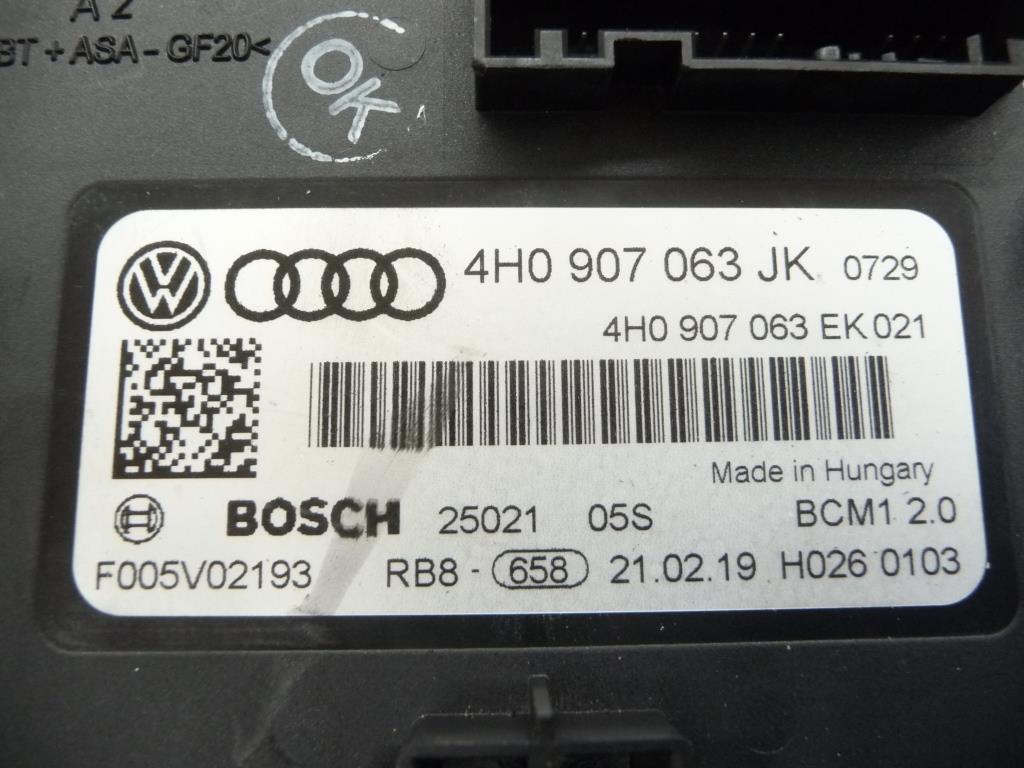 A 2
BT + ASA - GF20<
OK
4H0 907 063 JK 0729
4H0 907 063 EK 021
Made in Hungary
BOSCH 25021 05S BCM1 2.0
F005V02193 RB8 - 658 21.02.19 H026 0103